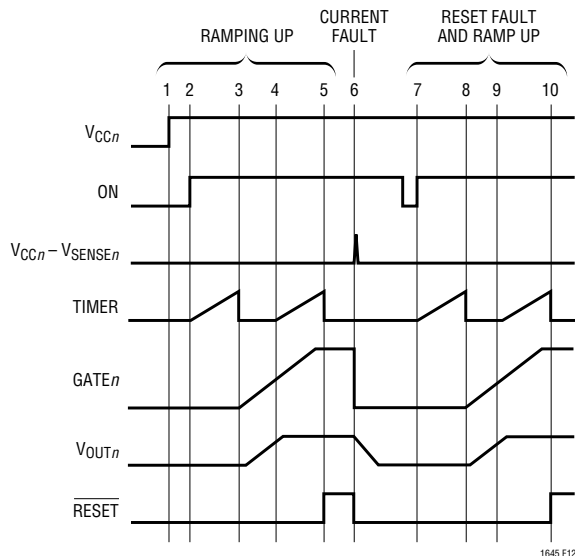 RAMPING UP
CURRENT
FAULT
RESET FAULT
AND RAMP UP
1 2 3 4 5 6 7 8 9 10
VCCn
ON
VCCn – VSENSEn
TIMER
GATEn
VOUTn
RESET
1645 F12